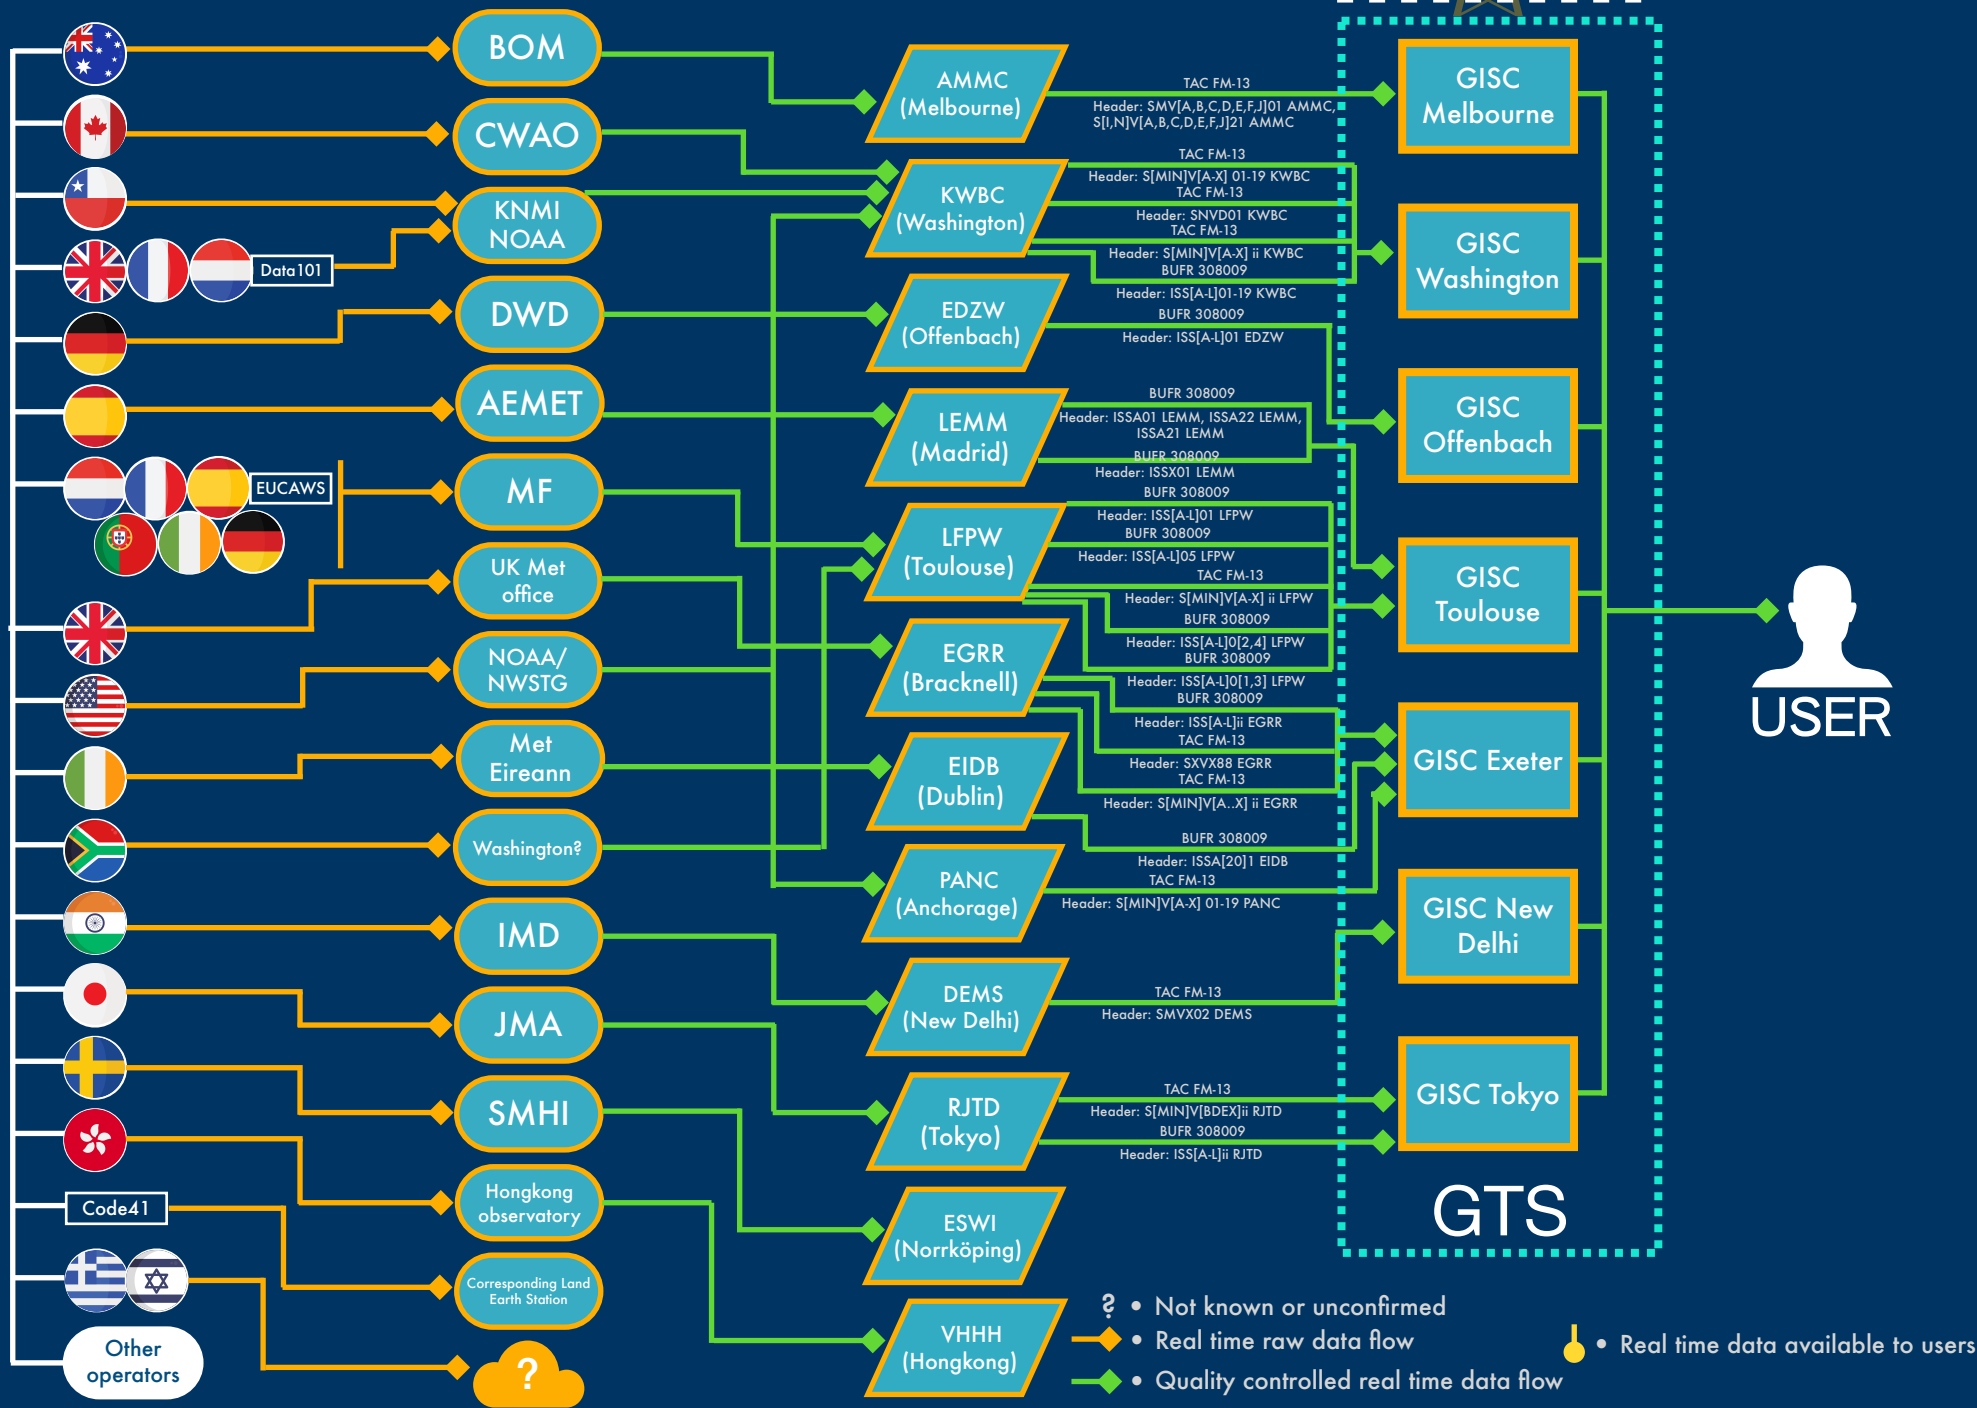 BOM
CWAO
KNMI
NOAA
Data101
DWD
AEMET
EUCAWS
MF
UK Met
office
NOAA/
NWSTG
Met
Eireann
Washington?
IMD
JMA
SMHI
Hongkong
observatory
Code41
Corresponding Land
Earth Station
Other
operators
?
AMMC
(Melbourne)
KWBC
(Washington)
EDZW
(Offenbach)
LEMM
(Madrid)
LFPW
(Toulouse)
EGRR
(Bracknell)
EIDB
(Dublin)
PANC
(Anchorage)
DEMS
(New Delhi)
RJTD
(Tokyo)
ESWI
(Norrköping)
VHHH
(Hongkong)
TAC FM-13
Header: SMV[A,B,C,D,E,F,J]01 AMMC,
S[I,N]V[A,B,C,D,E,F,J]21 AMMC
TAC FM-13
Header: S[MIN]V[A-X] 01-19 KWBC
TAC FM-13
Header: SNVD01 KWBC
TAC FM-13
Header: S[MIN]V[A-X] ii KWBC
BUFR 308009
Header: ISS[A-L]01-19 KWBC
BUFR 308009
Header: ISS[A-L]01 EDZW
BUFR 308009
Header: ISSA01 LEMM, ISSA22 LEMM,
ISSA21 LEMM
BUFR 308009
Header: ISSX01 LEMM
BUFR 308009
Header: ISS[A-L]01 LFPW
BUFR 308009
Header: ISS[A-L]05 LFPW
TAC FM-13
Header: S[MIN]V[A-X] ii LFPW
BUFR 308009
Header: ISS[A-L]0[2,4] LFPW
BUFR 308009
Header: ISS[A-L]0[1,3] LFPW
BUFR 308009
Header: ISS[A-L]ii EGRR
TAC FM-13
Header: SXVX88 EGRR
TAC FM-13
Header: S[MIN]V[A..X] ii EGRR
BUFR 308009
Header: ISSA[20]1 EIDB
TAC FM-13
Header: S[MIN]V[A-X] 01-19 PANC
TAC FM-13
Header: SMVX02 DEMS
TAC FM-13
Header: S[MIN]V[BDEX]ii RJTD
BUFR 308009
Header: ISS[A-L]ii RJTD
GISC
Melbourne
GISC
Washington
GISC
Offenbach
GISC
Toulouse
GISC Exeter
GISC New
Delhi
GISC Tokyo
GTS
USER
? • Not known or unconfirmed
• Real time raw data flow
• Quality controlled real time data flow
• Real time data available to users